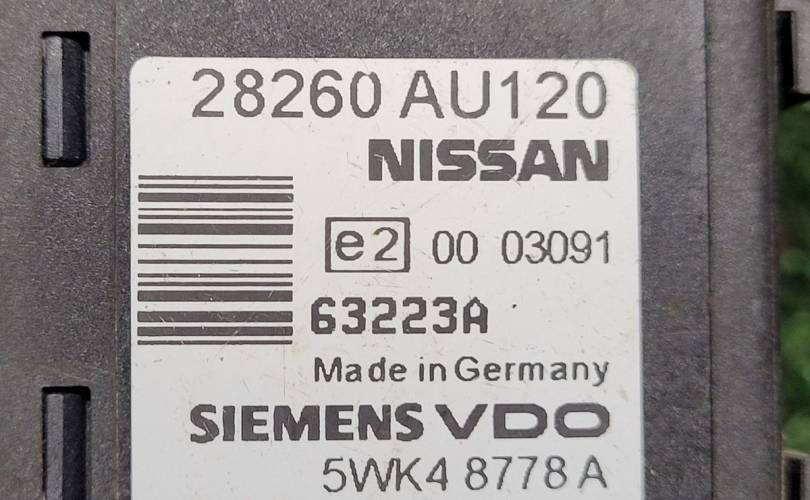 28260 AU120
NISSAN
e2 00 03091
63223A
Made in Germany
SIEMENS VDO
5WK4 8778 A